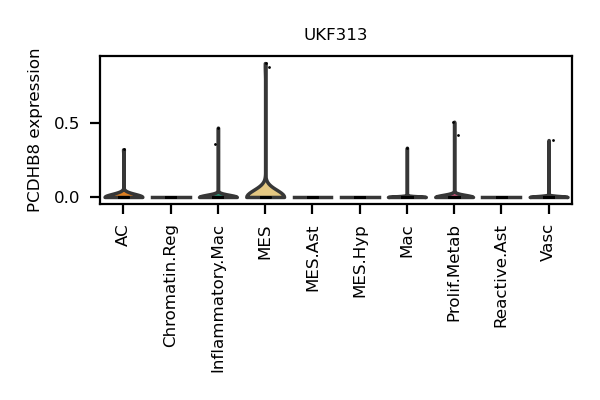 UKF313
PCDHB8 expression
0.5
0.0
AC
Chromatin.Reg
Inflammatory.Mac
MES
MES.Ast
MES.Hyp
Mac
Prolif.Metab
Reactive.Ast
Vasc